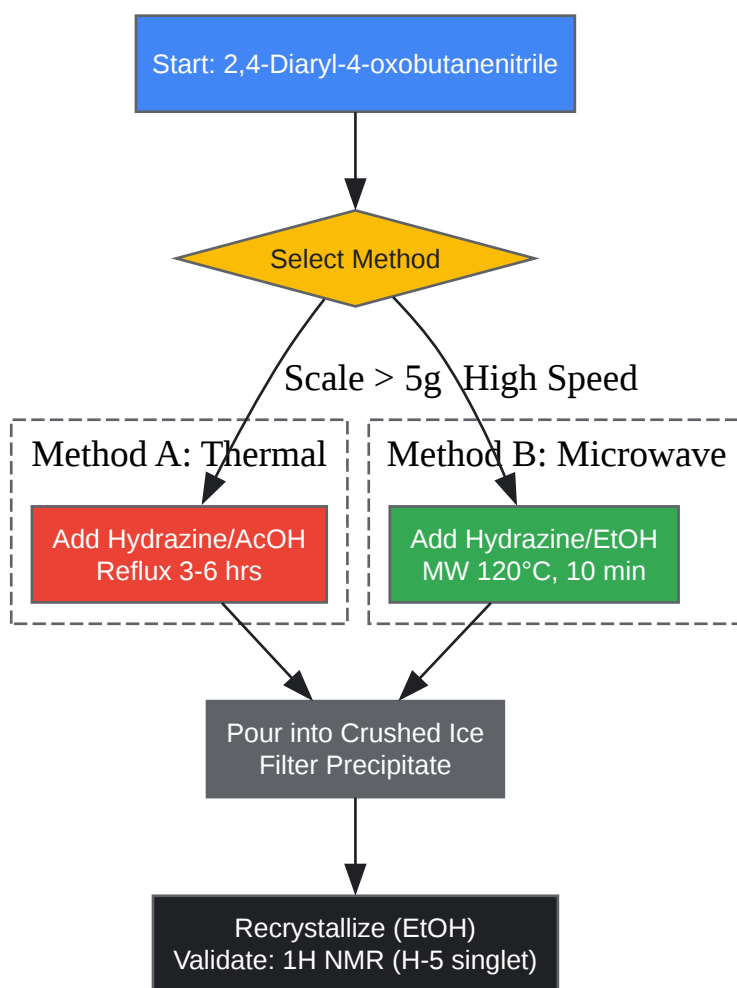 Start: 2,4-Diaryl-4-oxobutanenitrile
Select Method
Scale > 5g
High Speed
Method A: Thermal
Method B: Microwave
Add Hydrazine/AcOH
Reflux 3-6 hrs
Add Hydrazine/EtOH
MW 120°C, 10 min
Pour into Crushed Ice
Filter Precipitate
Recrystallize (EtOH)
Validate: 1H NMR (H-5 singlet)